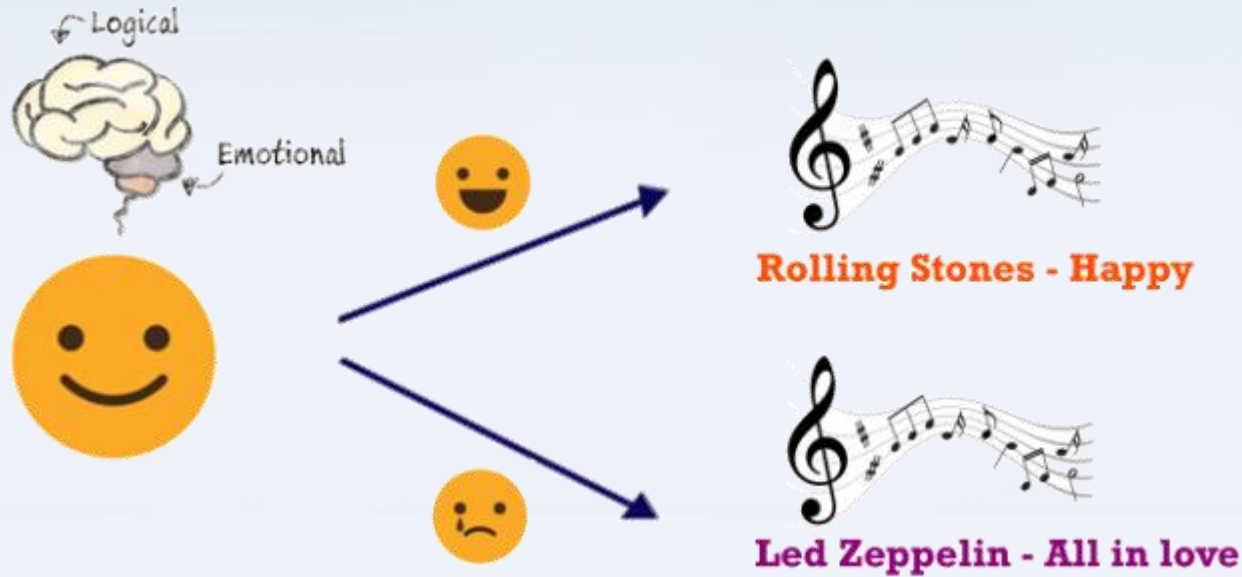 Logical
Emotional
Rolling Stones - Happy
Led Zeppelin - All in love